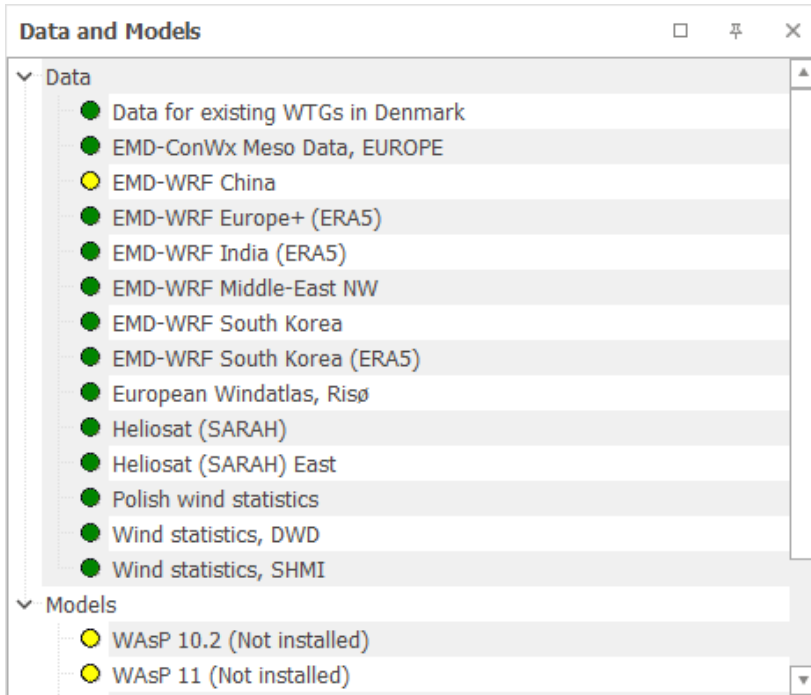 Data and Models
Data
Data for existing WTGs in Denmark
EMD-ConWx Meso Data, EUROPE
EMD-WRF China
EMD-WRF Europe+ (ERA5)
EMD-WRF India (ERA5)
EMD-WRF Middle-East NW
EMD-WRF South Korea
EMD-WRF South Korea (ERA5)
European Windatlas, Risø
Heliosat (SARAH)
Heliosat (SARAH) East
Polish wind statistics
Wind statistics, DWD
Wind statistics, SHMI
Models
WAsP 10.2 (Not installed)
WAsP 11 (Not installed)